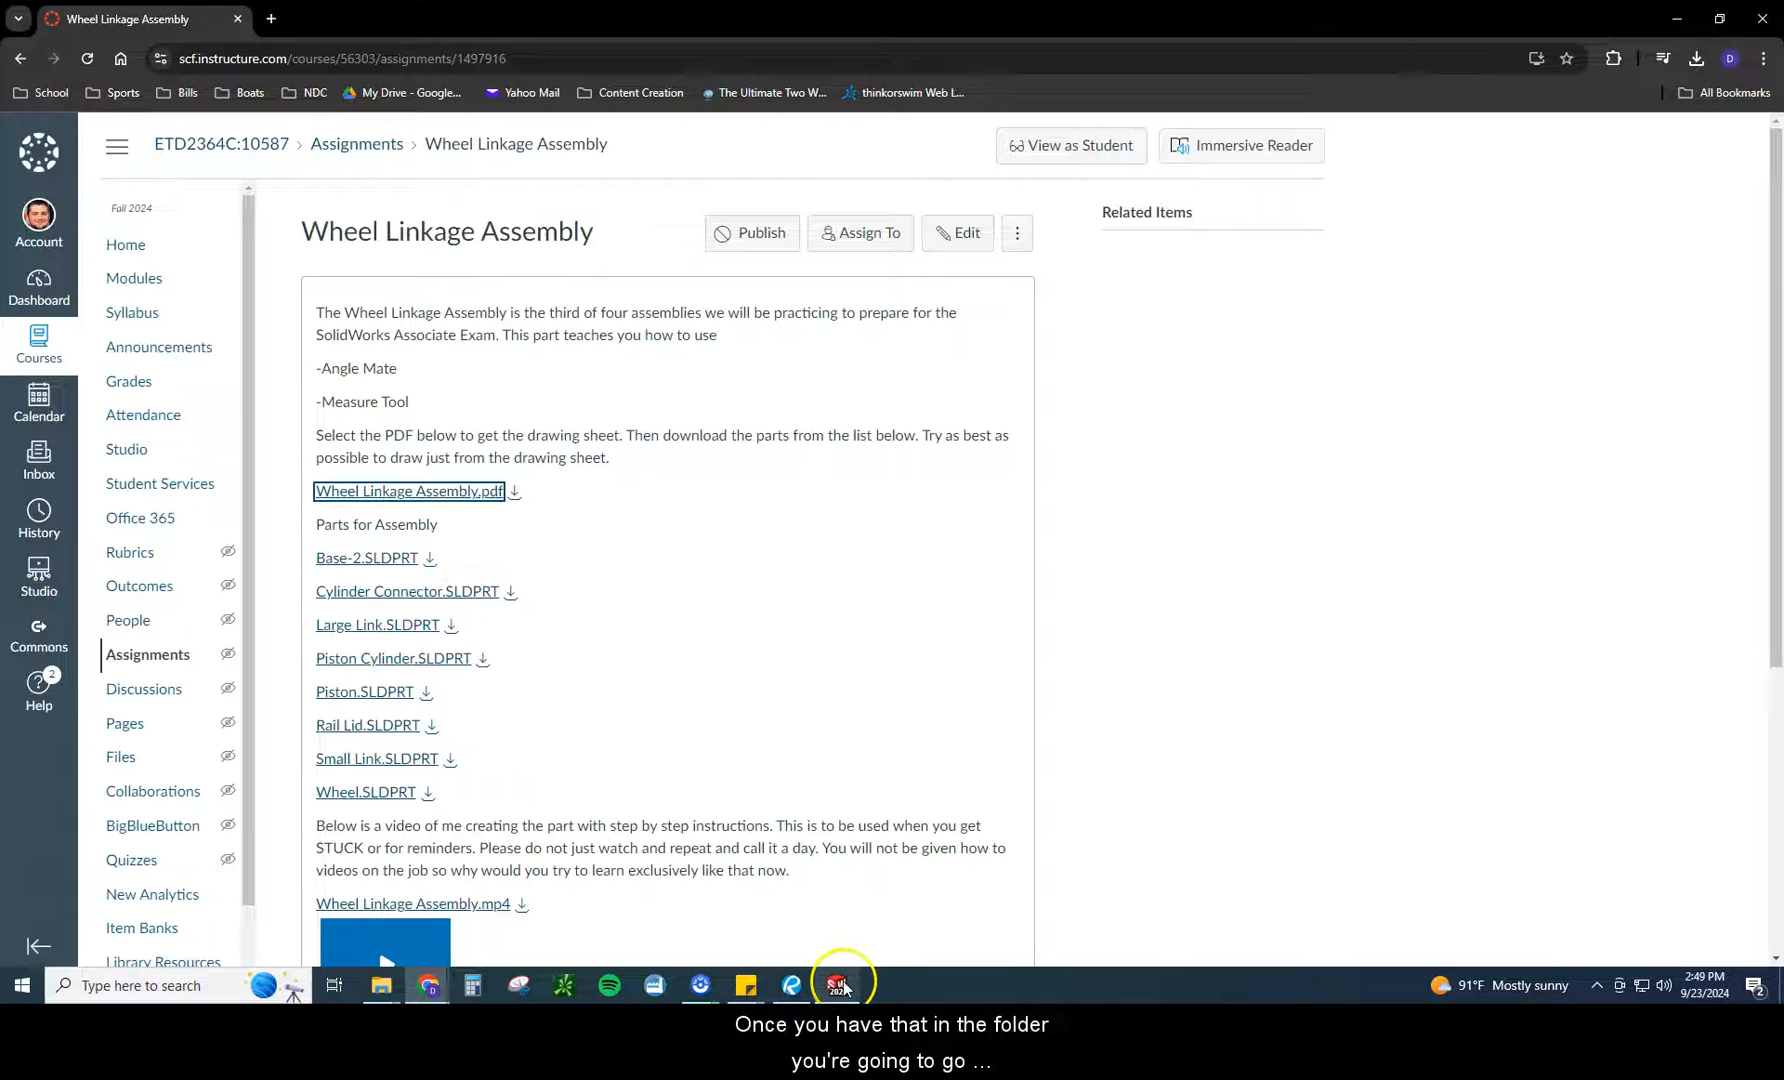 Wheel Linkage Assembly
scf.instructure.com/courses/56303/assignments/1497916
D
School
Sports
Bills
Boats
NDC
My Drive - Google...
Yahoo Mail
Content Creation
The Ultimate Two W...
thinkorswim Web L...
All Bookmarks
ETD2364C:10587 > Assignments > Wheel Linkage Assembly
View as Student
Immersive Reader
Account
Dashboard
Courses
Calendar
Inbox
History
Studio
Commons
2
Help
Fall 2024
Home
Modules
Syllabus
Announcements
Grades
Attendance
Studio
Student Services
Office 365
Rubrics
Outcomes
People
Assignments
Discussions
Pages
Files
Collaborations
BigBlueButton
Quizzes
New Analytics
Item Banks
Library Resources
Wheel Linkage Assembly
Publish
Assign To
Edit
Related Items
The Wheel Linkage Assembly is the third of four assemblies we will be practicing to prepare for the
SolidWorks Associate Exam. This part teaches you how to use
-Angle Mate
-Measure Tool
Select the PDF below to get the drawing sheet. Then download the parts from the list below. Try as best as
possible to draw just from the drawing sheet.
Wheel Linkage Assembly.pdf
Parts for Assembly
Base-2.SLDPRT
Cylinder Connector.SLDPRT
Large Link.SLDPRT
Piston Cylinder.SLDPRT
Piston.SLDPRT
Rail Lid.SLDPRT
Small Link.SLDPRT
Wheel.SLDPRT
Below is a video of me creating the part with step by step instructions. This is to be used when you get
STUCK or for reminders. Please do not just watch and repeat and call it a day. You will not be given how to
videos on the job so why would you try to learn exclusively like that now.
Wheel Linkage Assembly.mp4
Type here to search
91°F Mostly sunny
2:49 PM
9/23/2024
2
Once you have that in the folder
you're going to go ...